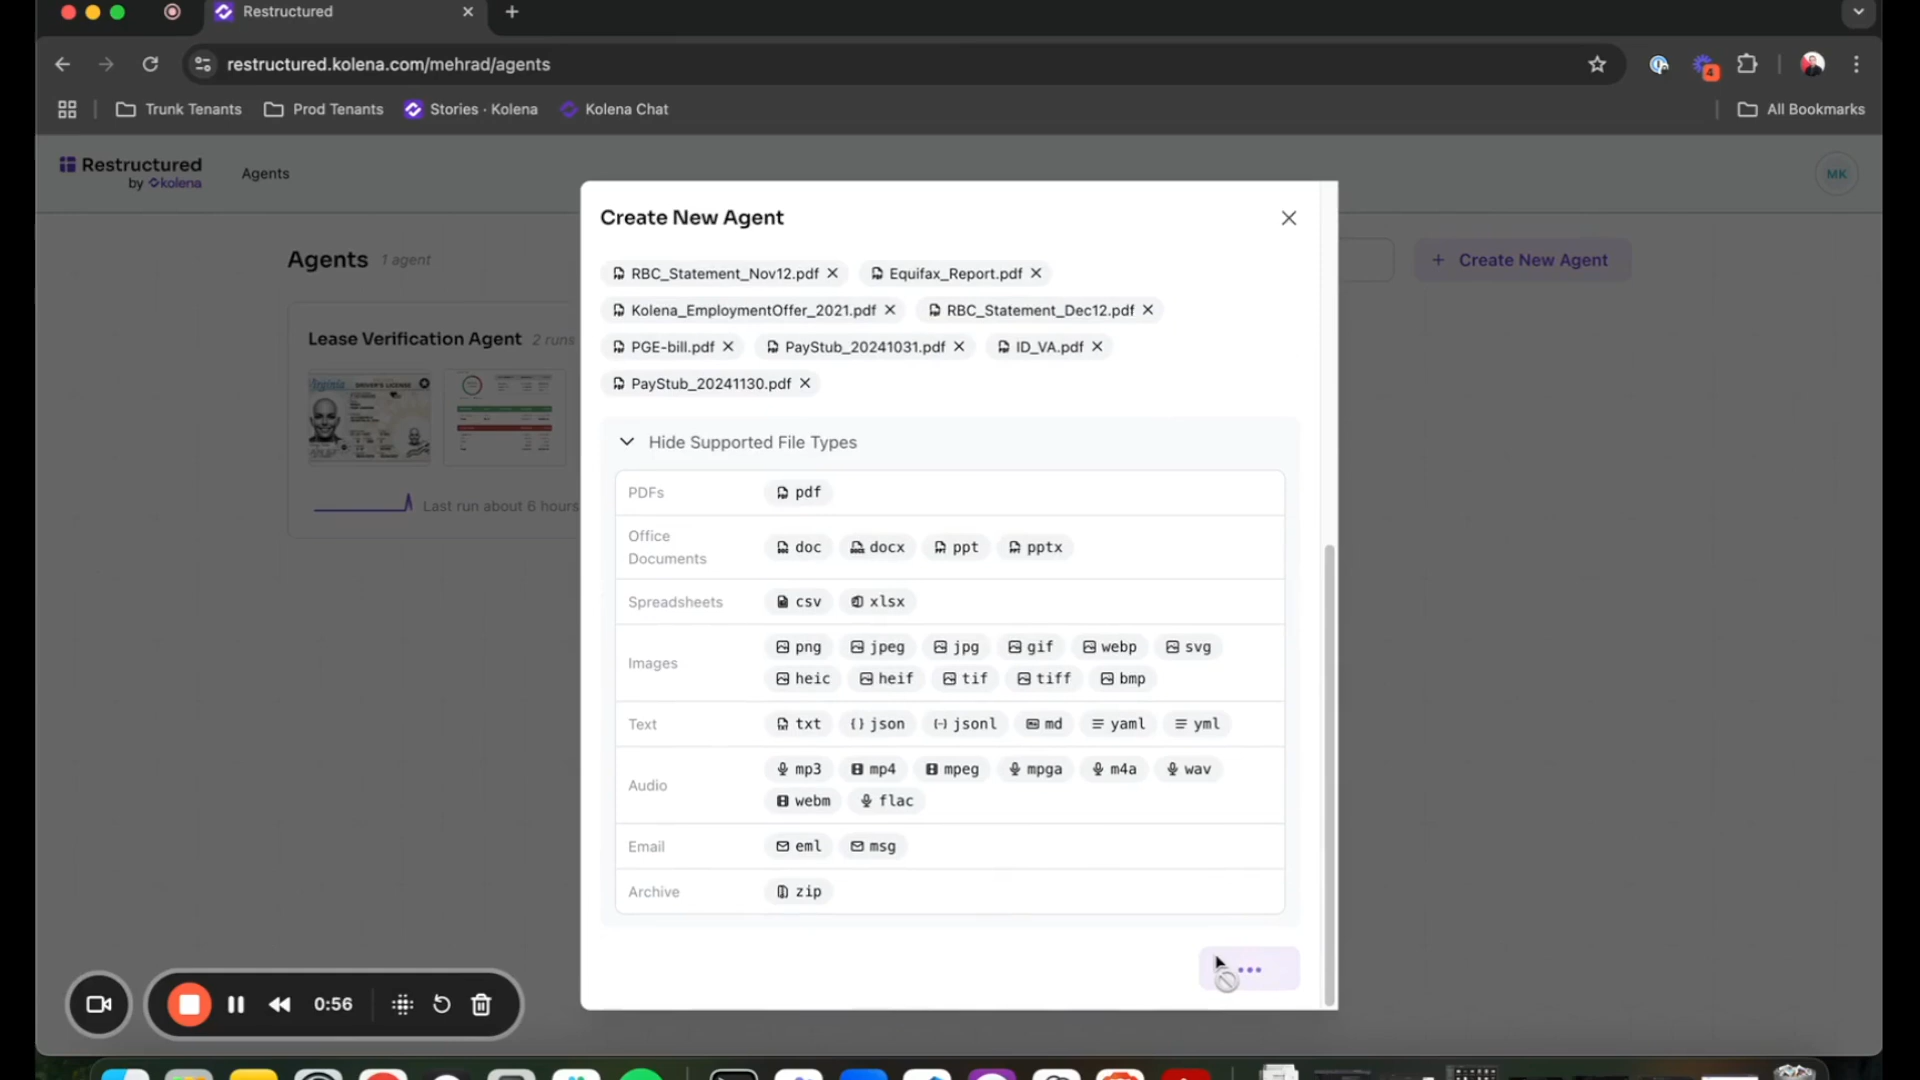 Restructured
restructured.kolena.com/mehrad/agents
4
Trunk Tenants
Prod Tenants
Stories · Kolena
Kolena Chat
All Bookmarks
Restructured
by kolena
Agents
MK
Create New Agent
Agents 1 agent
+ Create New Agent
RBC_Statement_Nov12.pdf
Equifax_Report.pdf
Kolena_EmploymentOffer_2021.pdf
RBC_Statement_Dec12.pdf
Lease Verification Agent 2 runs
PGE-bill.pdf
PayStub_20241031.pdf
ID_VA.pdf
PayStub_20241130.pdf
Virginia DRIVER'S LICENSE
Hide Supported File Types
PDFs pdf
Last run about 6 hours
Office
Documents
doc docx ppt pptx
Spreadsheets csv xlsx
Images
png jpeg jpg gif webp svg
heic heif tif tiff bmp
Text txt json jsonl md yaml yml
Audio
mp3 mp4 mpeg mpga m4a wav
webm flac
Email eml msg
Archive zip
0:56